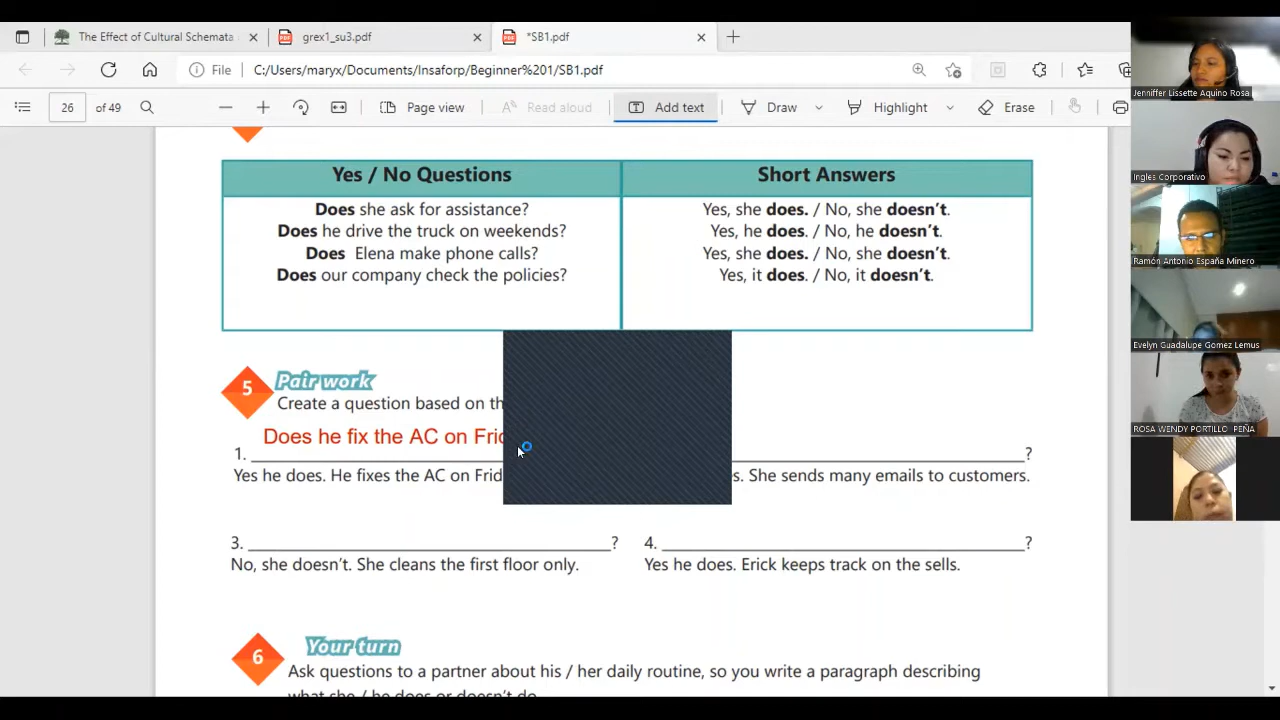 The Effect of Cultural Schemata
grex1_su3.pdf
*SB1.pdf
File
C:/Users/maryx/Documents/Insaforp/Beginner%201/SB1.pdf
26 of 49
Page view
Read aloud
Add text
Draw
Highlight
Erase
Yes / No Questions
Short Answers
Does she ask for assistance?
Yes, she does. / No, she doesn't.
Does he drive the truck on weekends?
Yes, he does. / No, he doesn't.
Does Elena make phone calls?
Yes, she does. / No, she doesn't.
Does our company check the policies?
Yes, it does. / No, it doesn't.
5 Pair work
Create a question based on
Does he fix the AC on
1. ?
Yes he does. He fixes the AC on
She sends many emails to customers.
3. ?
4. ?
No, she doesn't. She cleans the first floor only.
Yes he does. Erick keeps track on the sells.
6 Your turn
Ask questions to a partner about his / her daily routine, so you write a paragraph describing
what she / he does or doesn't do
Jenniffer Lissette Aquino Rosa
Ingles Corporativo
Ramón Antonio España Minero
Evelyn Guadalupe Gomez Lemus
ROSA WENDY PORTILLO PEÑA